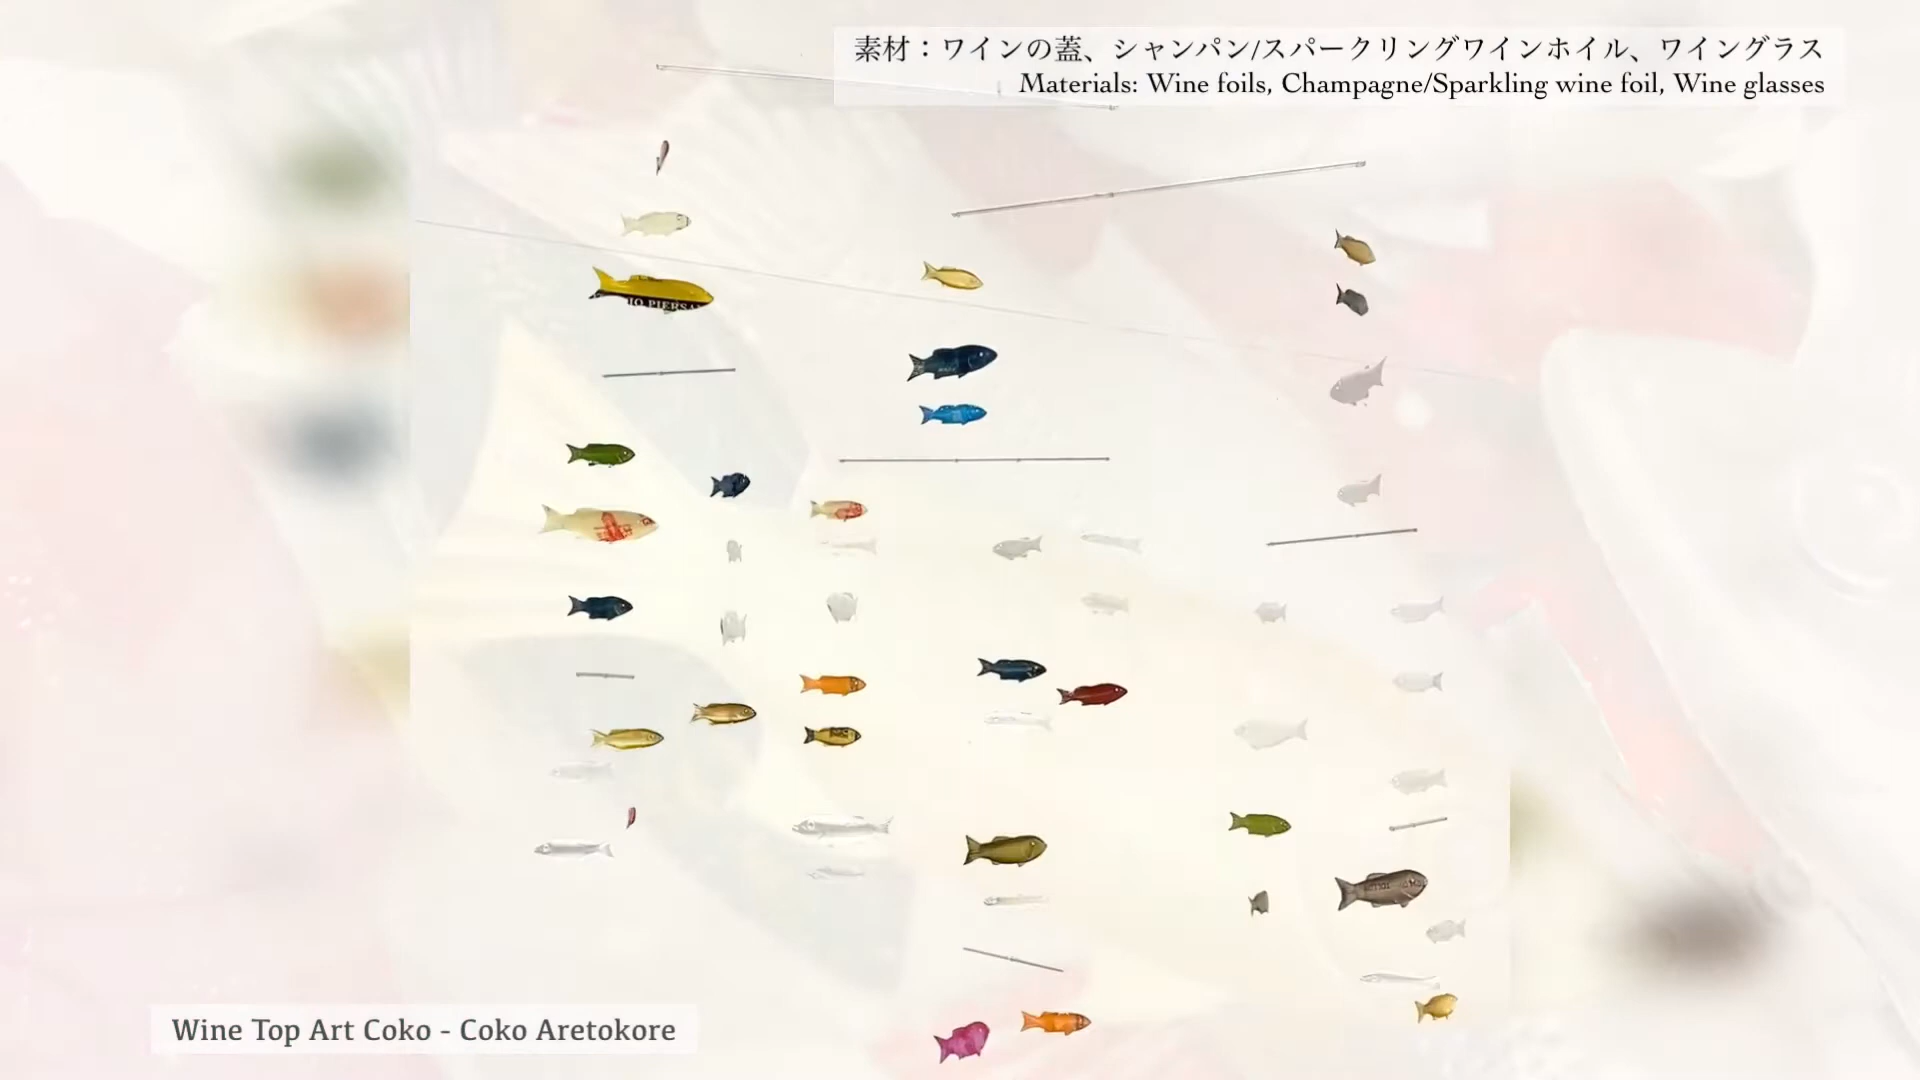 素材：ワインの蓋、シャンパン/スパークリングワインホイル、ワイングラス
Materials: Wine foils, Champagne/Sparkling wine foil, Wine glasses
IO PIERSA
Wine Top Art Coko - Coko Aretokore